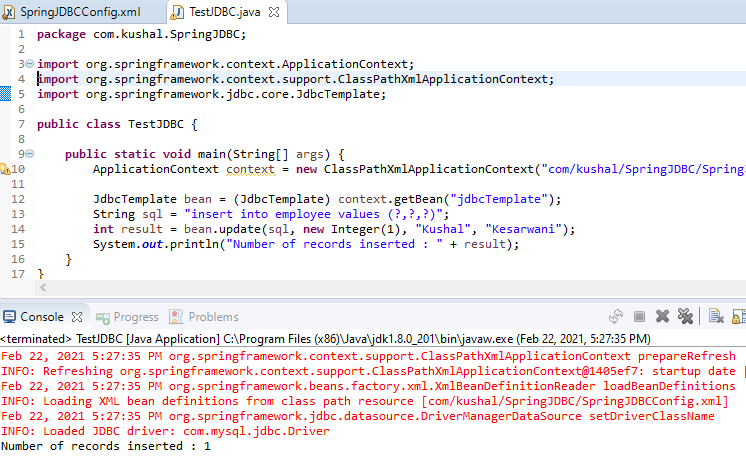 SpringJDBCConfig.xml TestJDBC.java
1 package com.kushal.SpringJDBC;
2
3 import org.springframework.context.ApplicationContext;
4 import org.springframework.context.support.ClassPathXmlApplicationContext;
5 import org.springframework.jdbc.core.JdbcTemplate;
6
7 public class TestJDBC {
8
9 public static void main(String[] args) {
10 ApplicationContext context = new ClassPathXmlApplicationContext("com/kushal/SpringJDBC/Spring
11
12 JdbcTemplate bean = (JdbcTemplate) context.getBean("jdbcTemplate");
13 String sql = "insert into employee values (?,?,?)";
14 int result = bean.update(sql, new Integer(1), "Kushal", "Kesarwani");
15 System.out.println("Number of records inserted : " + result);
16 }
17 }
Console Progress Problems
<terminated> TestJDBC [Java Application] C:\Program Files (x86)\Java\jdk1.8.0_201\bin\javaw.exe (Feb 22, 2021 5:27:35 PM)
Feb 22, 2021 5:27:35 PM org.springframework.context.support.ClassPathXmlApplicationContext prepareRefresh
INFO: Refreshing org.springframework.context.support.ClassPathXmlApplicationContext@1405ef7: startup date [
Feb 22, 2021 5:27:35 PM org.springframework.beans.factory.xml.XmlBeanDefinitionReader loadBeanDefinitions
INFO: Loading XML bean definitions from class path resource [com/kushal/SpringJDBC/SpringJDBCConfig.xml]
Feb 22, 2021 5:27:35 PM org.springframework.jdbc.datasource.DriverManagerDataSource setDriverClassName
INFO: Loaded JDBC driver: com.mysql.jdbc.Driver
Number of records inserted : 1